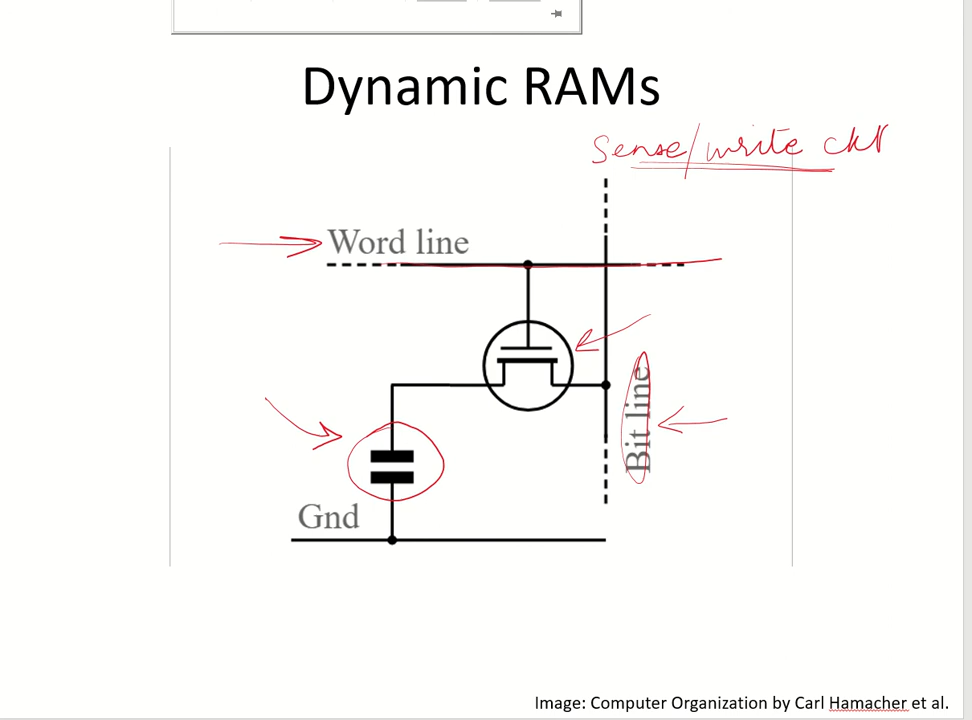 Dynamic RAMs
Sense/write ckt
Word line
Bit line
Gnd
Image: Computer Organization by Carl Hamacher et al.